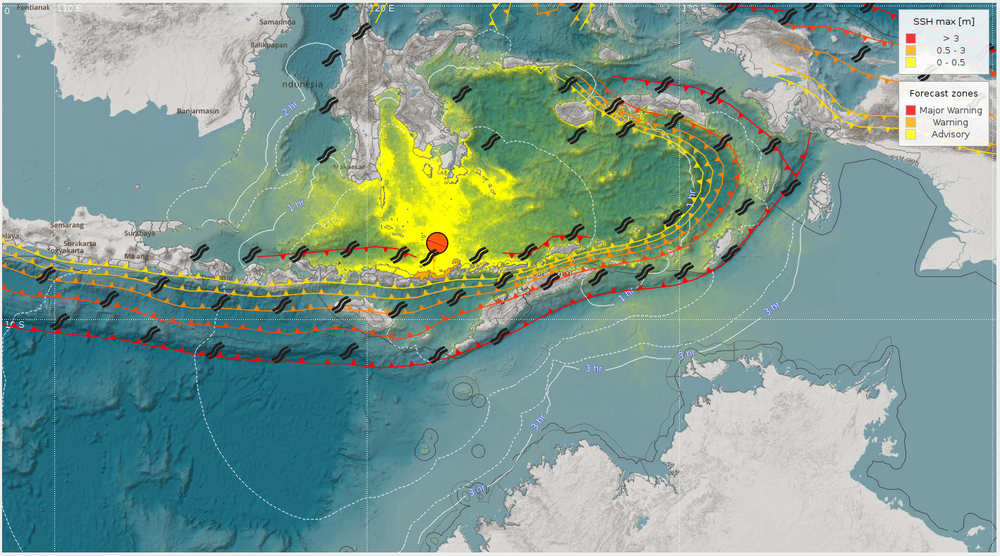 0
110 E
120 E
130 E
Pontianak
Samarinda
Balikpapan
ndonesia
Banjarmasin
Makassar
Semarang
Surabaya
alaya
Surakarta
Yogyakarta
Malang
Denpasar
10 S
2 hr
1 hr
1 hr
1 hr
3 hr
3 hr
3 hr
3 hr
3 hr
SSH max [m]
> 3
0.5 - 3
0 - 0.5
Forecast zones
Major Warning
Warning
Advisory